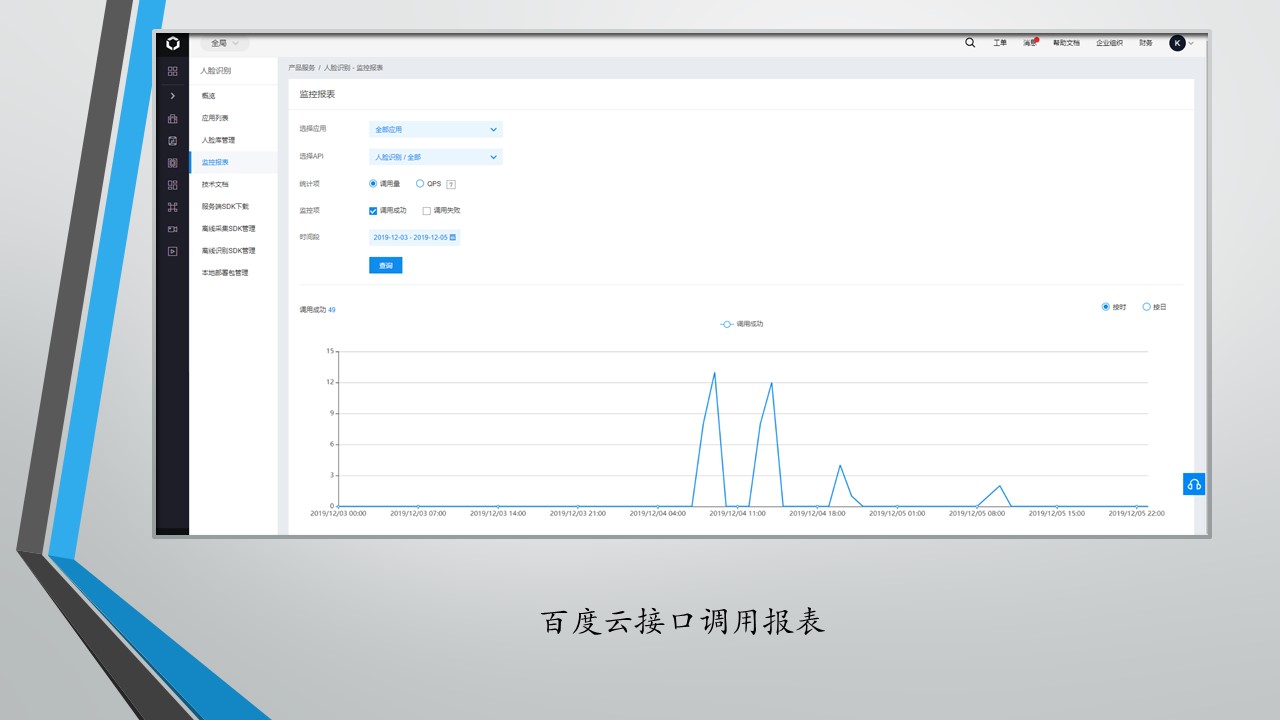 全局
工单 消息 帮助文档 企业组织 财务 K
人脸识别
概览
应用列表
人脸库管理
监控报表
技术文档
服务端SDK下载
离线采集SDK管理
离线识别SDK管理
本地部署包管理
产品服务 / 人脸识别 - 监控报表
监控报表
选择应用 全部应用
选择API 人脸识别 / 全部
统计项 调用量 QPS ?
监控项 调用成功 调用失败
时间段 2019-12-03 - 2019-12-05
查询
调用成功 49
按时 按日
调用成功
15
12
9
6
3
0
2019/12/03 00:00 2019/12/03 07:00 2019/12/03 14:00 2019/12/03 21:00 2019/12/04 04:00 2019/12/04 11:00 2019/12/04 18:00 2019/12/05 01:00 2019/12/05 08:00 2019/12/05 15:00 2019/12/05 22:00
百度云接口调用报表